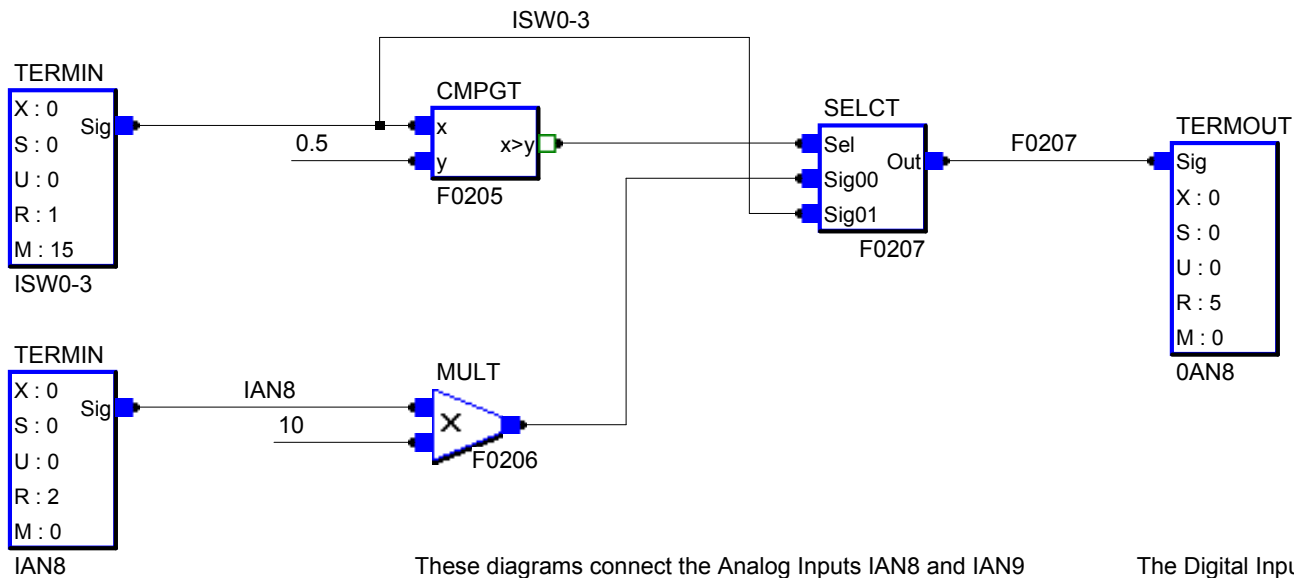 ISW0-3
TERMIN
X : 0
Sig
S : 0
U : 0
R : 1
M : 15
ISW0-3
0.5
CMPGT
x
x>y
y
F0205
SELCT
Sel
Out
Sig00
Sig01
F0207
F0207
TERMOUT
Sig
X : 0
S : 0
U : 0
R : 5
M : 0
0AN8
TERMIN
X : 0
Sig
S : 0
U : 0
R : 2
M : 0
IAN8
IAN8
10
MULT
X
F0206
These diagrams connect the Analog Inputs IAN8 and IAN9
The Digital